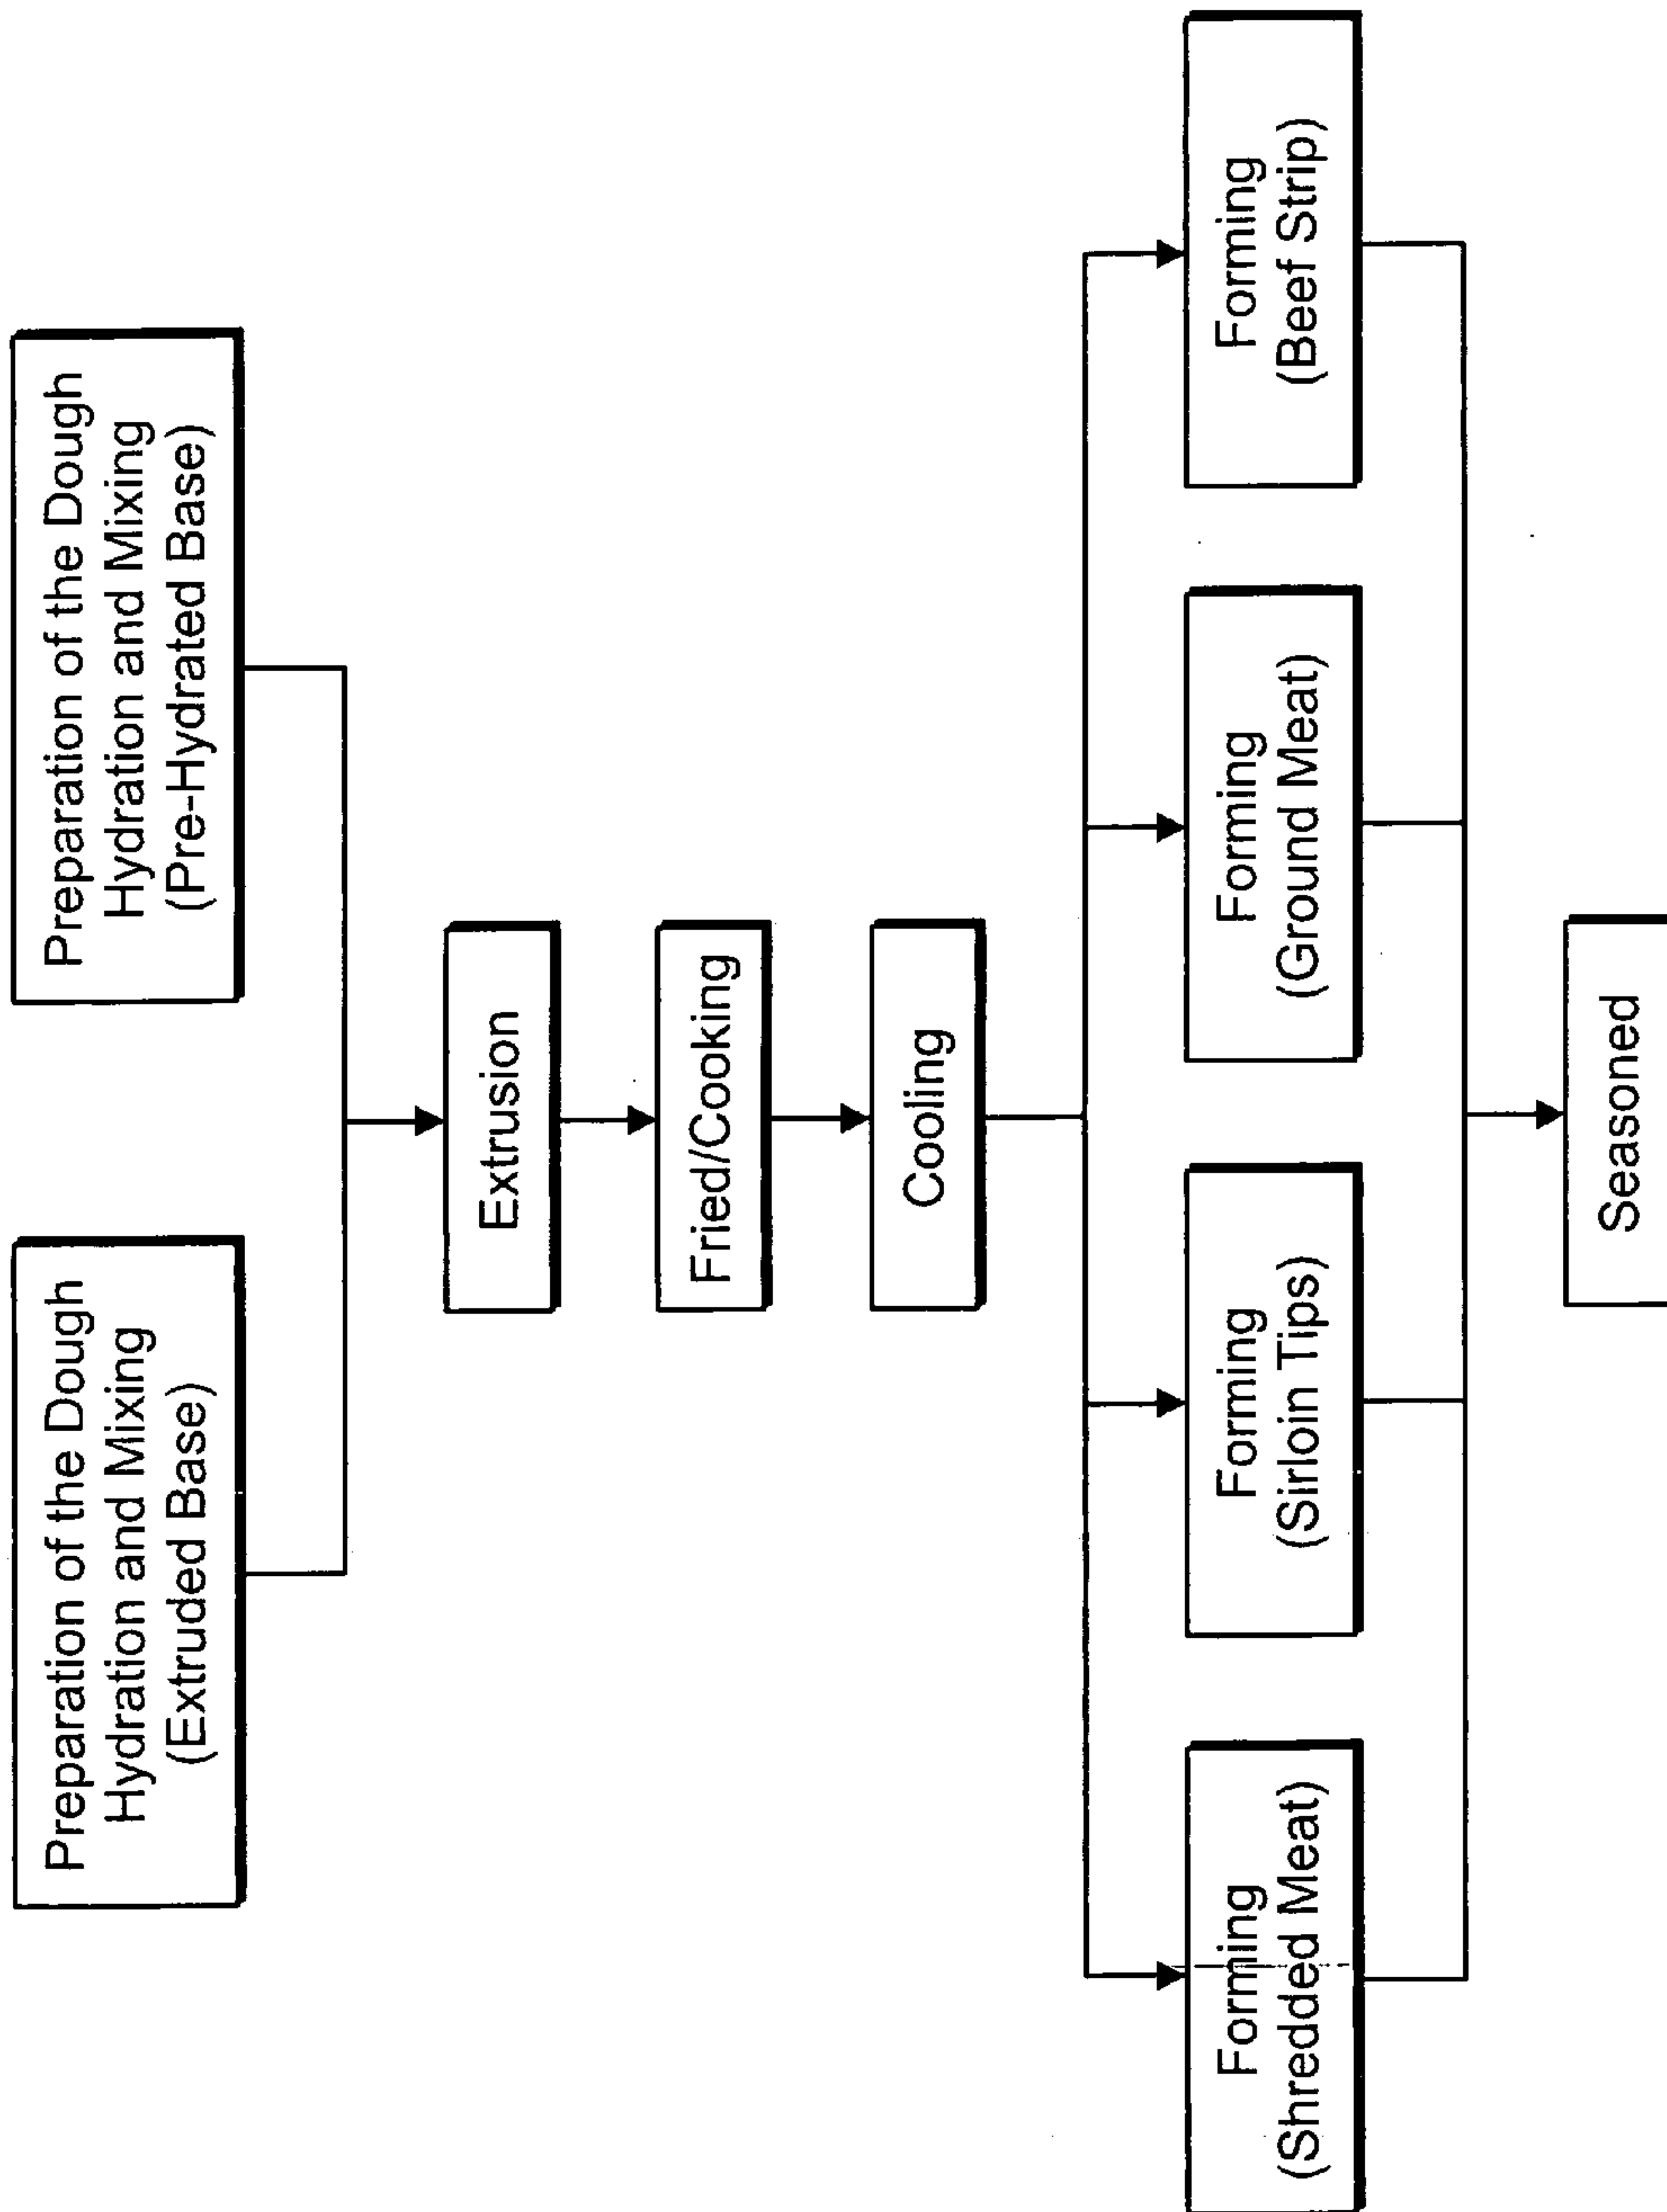 Preparation of the Dough
Hydration and Mixing
(Extruded Base)
Preparation of the Dough
Hydration and Mixing
(Pre-Hydrated Base)
Extrusion
Fried/Cooking
Cooling
Forming
(Shredded Meat)
Forming
(Sirloin Tips)
Forming
(Ground Meat)
Forming
(Beef Strip)
Seasoned